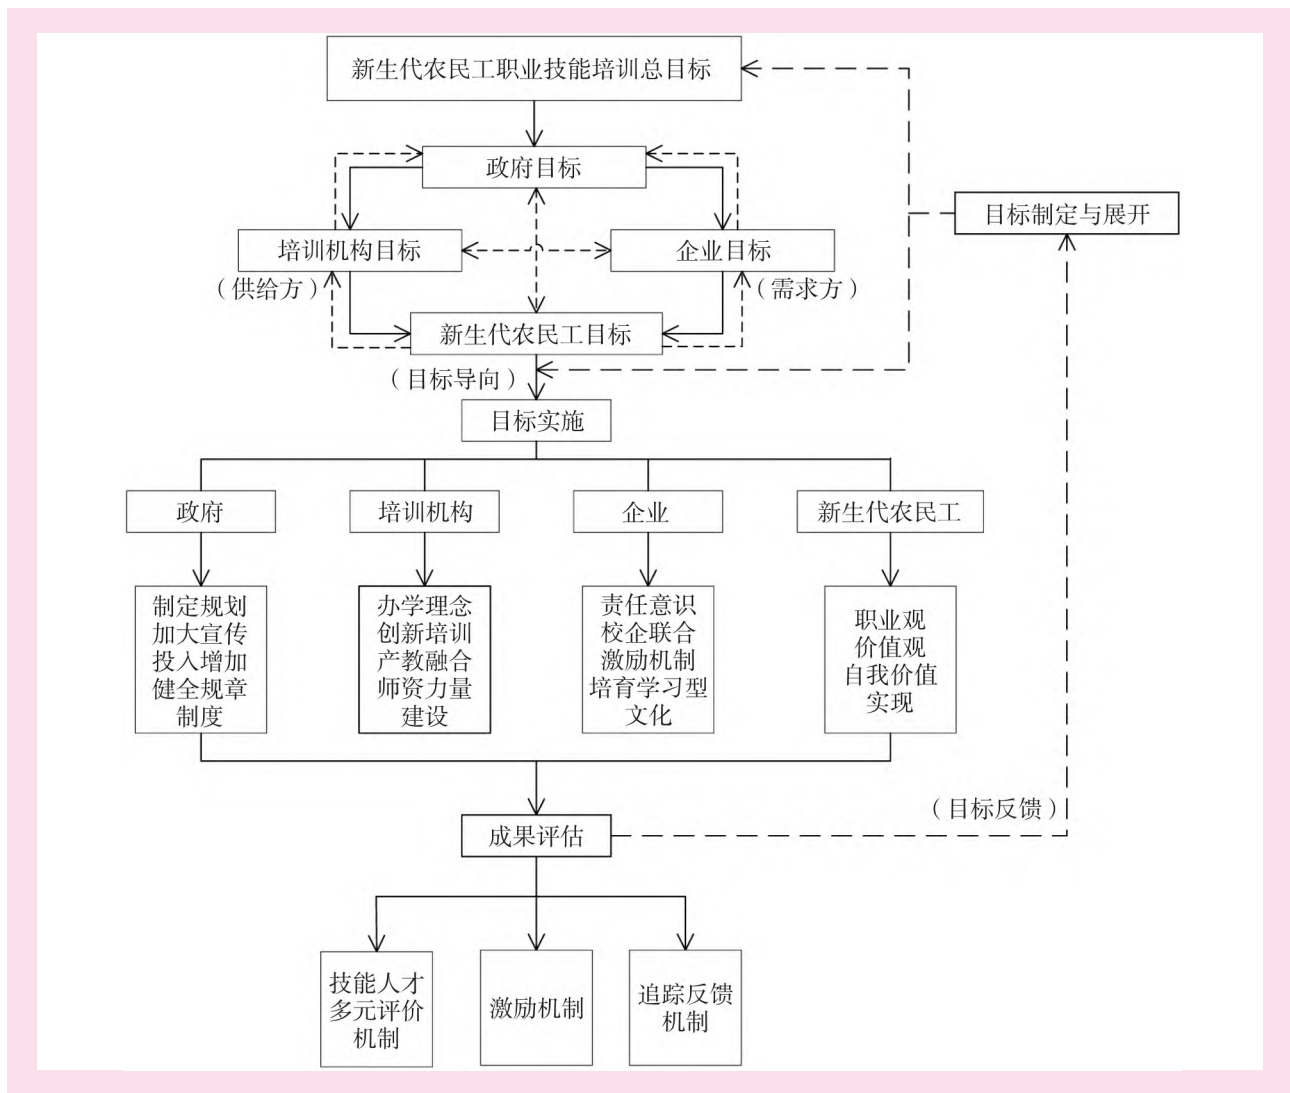 新生代农民工职业技能培训总目标
政府目标
目标制定与展开
培训机构目标
企业目标
（供给方）
（需求方）
新生代农民工目标
（目标导向）
目标实施
政府
培训机构
企业
新生代农民工
制定规划
加大宣传
投入增加
健全规章
制度
办学理念
创新培训
产教融合
师资力量
建设
责任意识
校企联合
激励机制
培育学习型
文化
职业观
价值观
自我价值
实现
（目标反馈）
成果评估
技能人才
多元评价
机制
激励机制
追踪反馈
机制